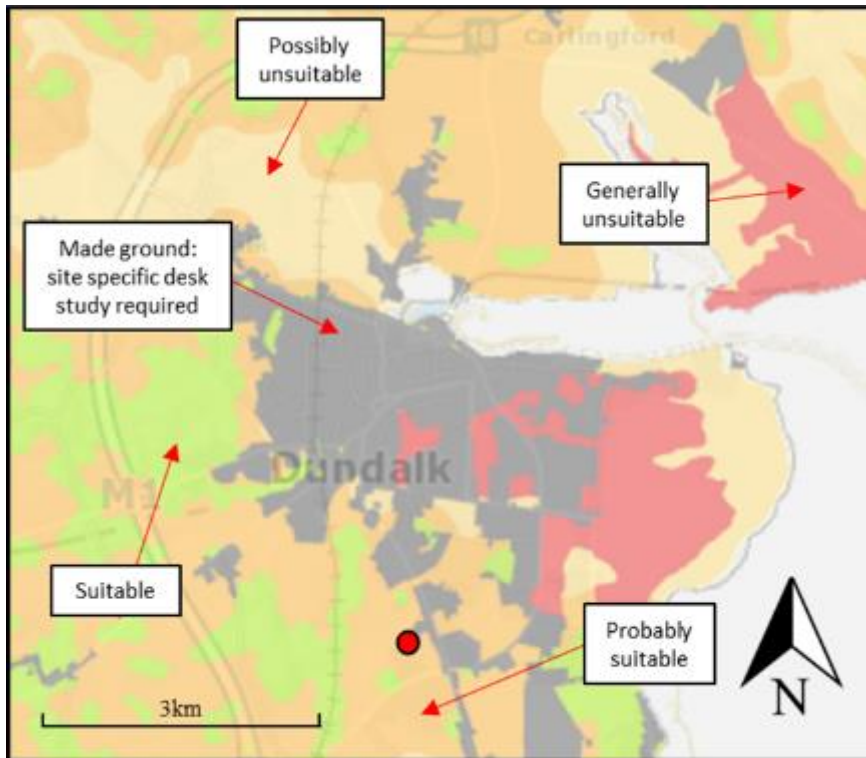 Possibly
unsuitable
Carlingford
Generally
unsuitable
Made ground:
site specific desk
study required
Dundalk
M1
Suitable
Probably
suitable
3km
N